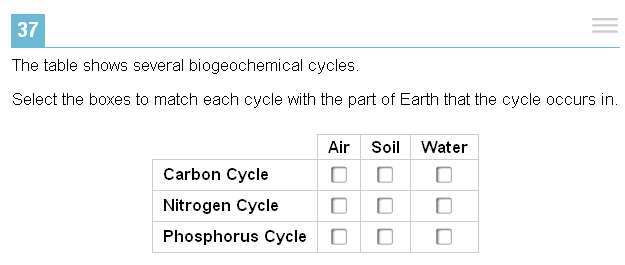 37
The table shows several biogeochemical cycles.
Select the boxes to match each cycle with the part of Earth that the cycle occurs in.
Air Soil Water
Carbon Cycle
Nitrogen Cycle
Phosphorus Cycle